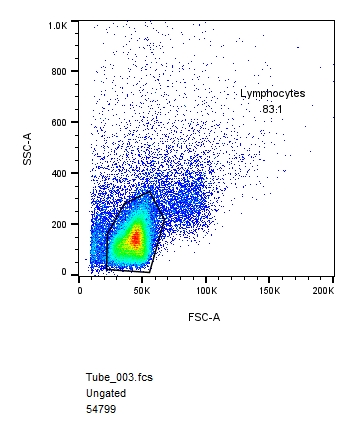 1.0K
800
600
400
200
0
SSC-A
Lymphocytes
83.1
0 50K 100K 150K 200K
FSC-A
Tube_003.fcs
Ungated
54799